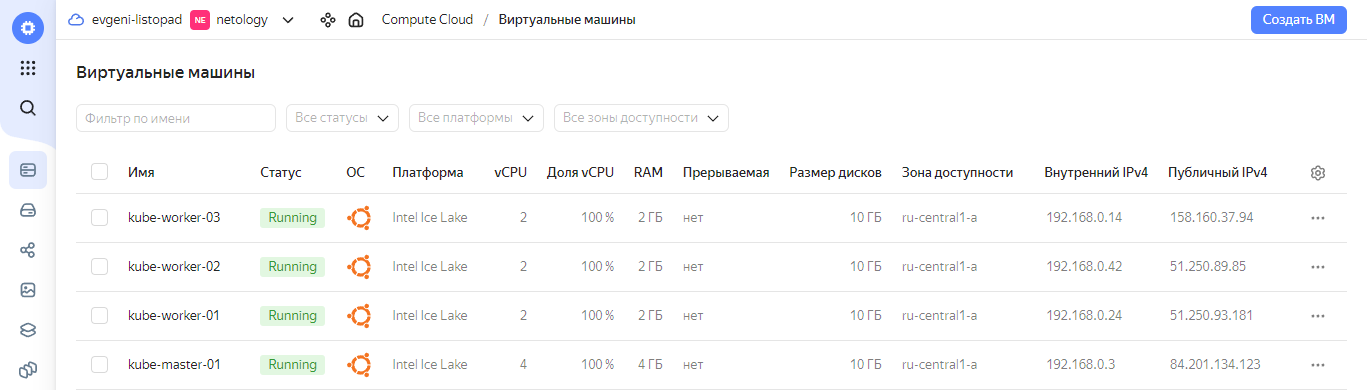 evgeni-listopad NE netology Compute Cloud / Виртуальные машины Создать ВМ
Виртуальные машины
Фильтр по имени Все статусы Все платформы Все зоны доступности
Имя Статус ОС Платформа vCPU Доля vCPU RAM Прерываемая Размер дисков Зона доступности Внутренний IPv4 Публичный IPv4
kube-worker-03 Running Intel Ice Lake 2 100 % 2 ГБ нет 10 ГБ ru-central1-a 192.168.0.14 158.160.37.94
kube-worker-02 Running Intel Ice Lake 2 100 % 2 ГБ нет 10 ГБ ru-central1-a 192.168.0.42 51.250.89.85
kube-worker-01 Running Intel Ice Lake 2 100 % 2 ГБ нет 10 ГБ ru-central1-a 192.168.0.24 51.250.93.181
kube-master-01 Running Intel Ice Lake 4 100 % 4 ГБ нет 10 ГБ ru-central1-a 192.168.0.3 84.201.134.123